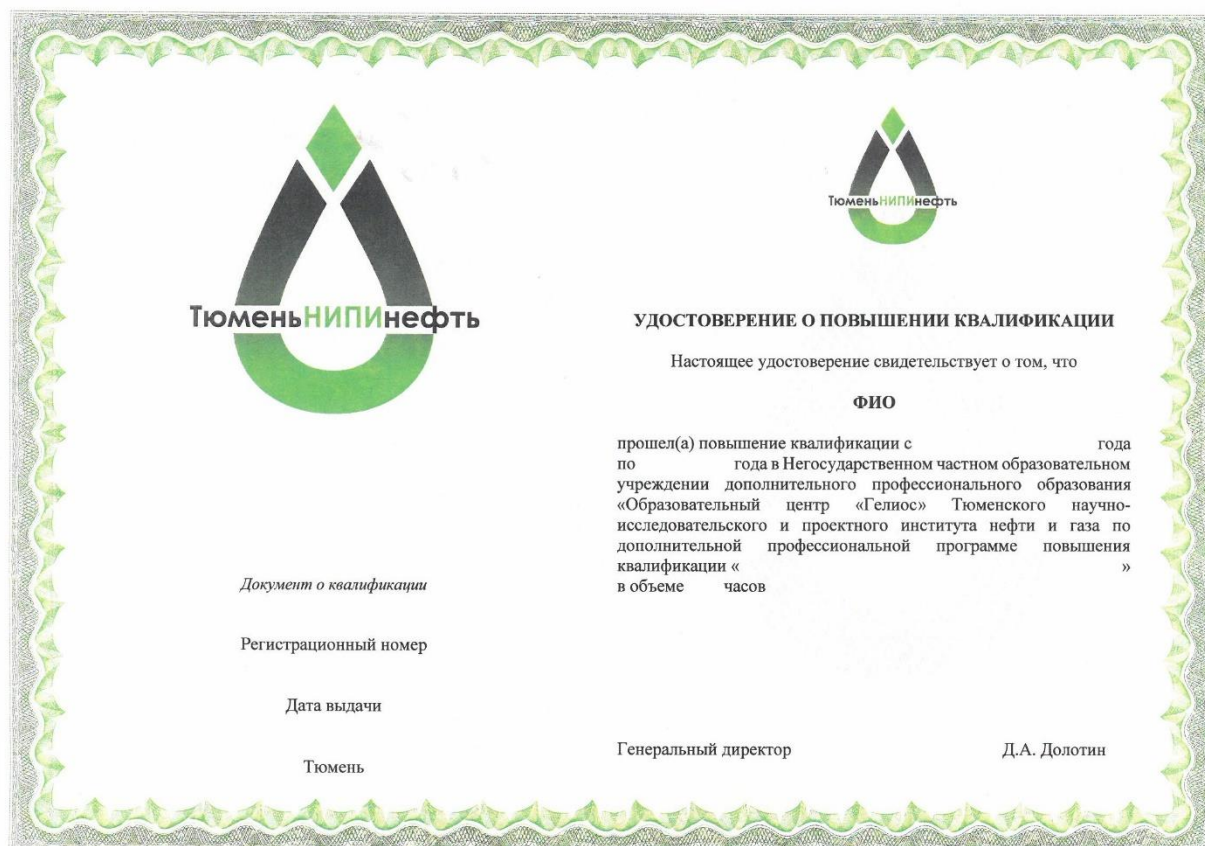 ТюменьНИПИнефть
Документ о квалификации
Регистрационный номер
Дата выдачи
Тюмень
ТюменьНИПИнефть
УДОСТОВЕРЕНИЕ О ПОВЫШЕНИИ КВАЛИФИКАЦИИ
Настоящее удостоверение свидетельствует о том, что
ФИО
прошел(а) повышение квалификации с года
по года в Негосударственном частном образовательном
учреждении дополнительного профессионального образования
«Образовательный центр «Гелиос» Тюменского научно-
исследовательского и проектного института нефти и газа по
дополнительной профессиональной программе повышения
квалификации « »
в объеме часов
Генеральный директор Д.А. Долотин